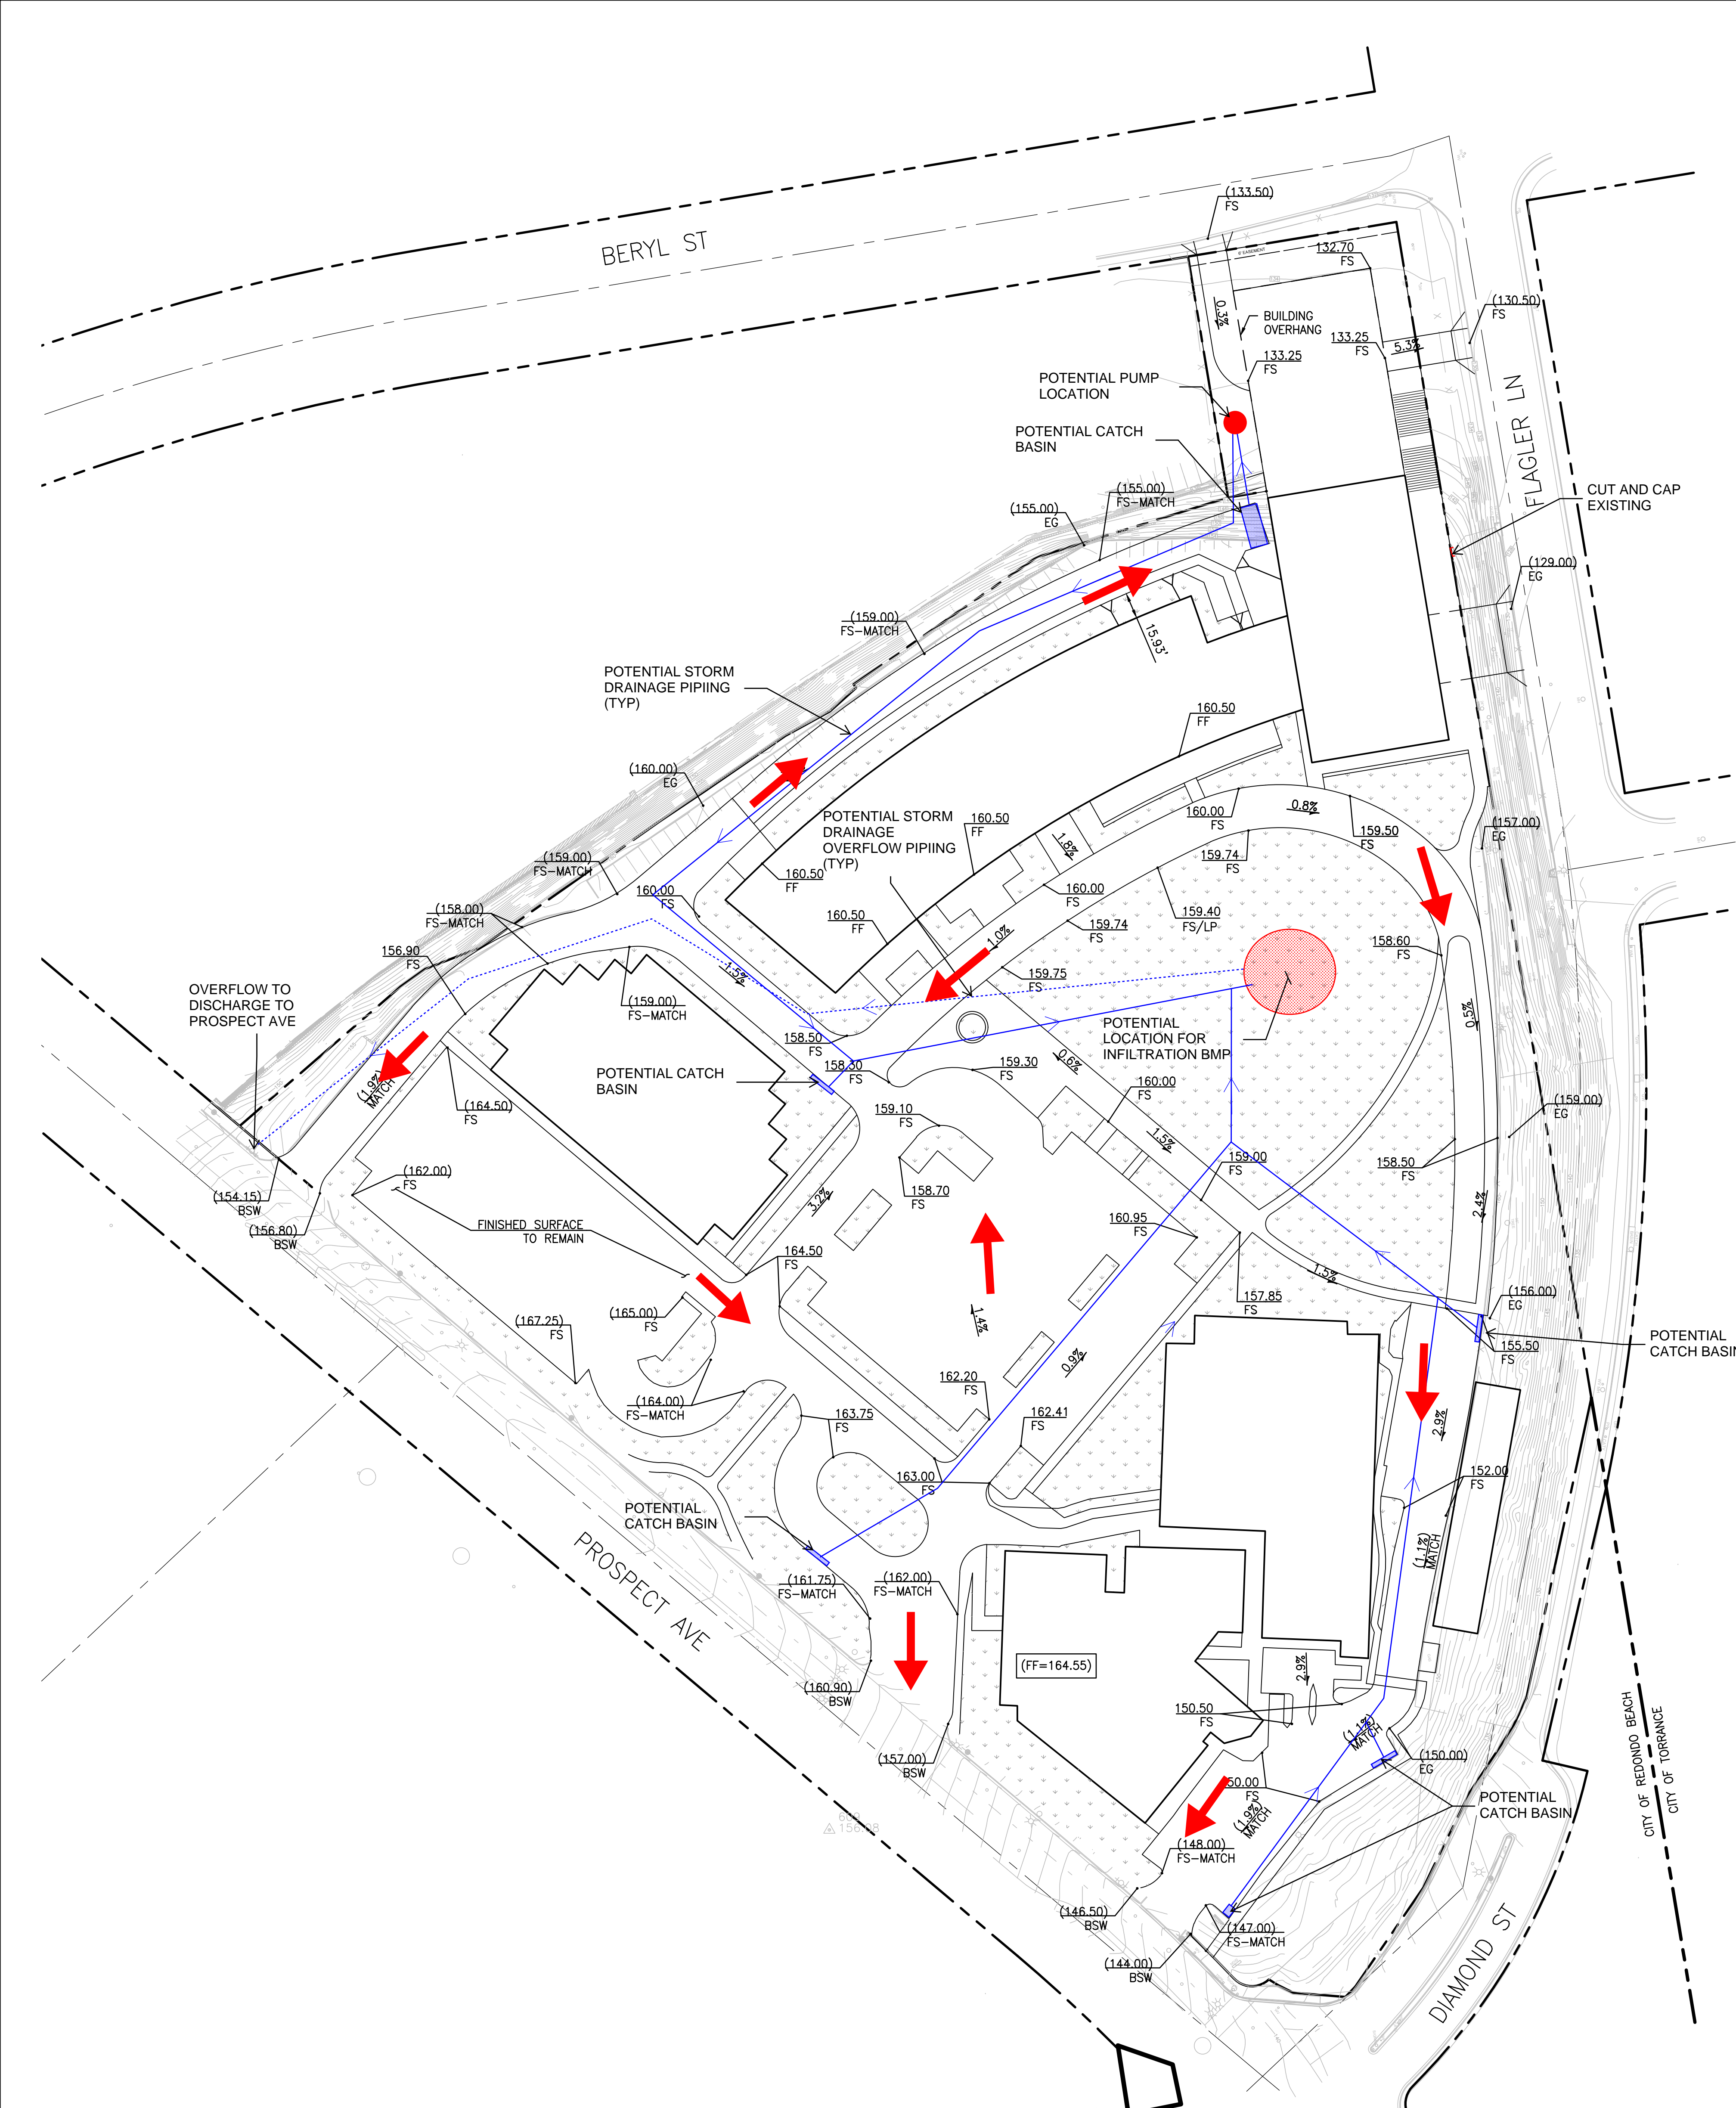 (133.50)
FS
BERYL ST
6' EASEMENT
132.70
FS
0.3%
BUILDING
OVERHANG
(130.50)
FS
133.25
FS
5.3%
133.25
FS
POTENTIAL PUMP
LOCATION
FLAGLER LN
POTENTIAL CATCH
BASIN
(155.00)
FS-MATCH
CUT AND CAP
EXISTING
(155.00)
EG
(129.00)
EG
(159.00)
FS-MATCH
15.93'
POTENTIAL STORM
DRAINAGE PIPIING
(TYP)
160.50
FF
(160.00)
EG
POTENTIAL STORM
DRAINAGE
OVERFLOW PIPIING
(TYP)
160.50
FF
160.00
FS
0.8%
159.50
FS
(157.00)
EG
1.8%
159.74
FS
(159.00)
FS-MATCH
160.50
FF
160.00
FS
160.00
FS
(158.00)
FS-MATCH
160.50
FF
159.40
FS/LP
159.74
FS
1.0%
158.60
FS
156.90
FS
1.5%
159.75
FS
OVERFLOW TO
DISCHARGE TO
PROSPECT AVE
(159.00)
FS-MATCH
0.5%
POTENTIAL
LOCATION FOR
INFILTRATION BMP
158.50
FS
158.50
FS
0.6%
159.30
FS
POTENTIAL CATCH
BASIN
(1.9%)
MATCH
160.00
FS
(164.50)
FS
159.10
FS
(159.00)
EG
1.5%
159.00
FS
158.50
FS
(162.00)
FS
158.70
FS
3.2%
2.4%
(154.15)
BSW
(156.80)
BSW
FINISHED SURFACE
TO REMAIN
160.95
FS
164.50
FS
1.5%
157.85
FS
(156.00)
EG
(165.00)
FS
(167.25)
FS
1.4%
155.50
FS
POTENTIAL
CATCH BASIN
0.9%
162.20
FS
(164.00)
FS-MATCH
163.75
FS
162.41
FS
2.9%
163.00
FS
152.00
FS
POTENTIAL
CATCH BASIN
PROSPECT AVE
(1.1%)
MATCH
(161.75)
FS-MATCH
(162.00)
FS-MATCH
(FF=164.55)
2.9%
(160.90)
BSW
150.50
FS
(1.1%)
MATCH
CITY OF REDONDO BEACH
CITY OF TORRANCE
(157.00)
BSW
(150.00)
EG
FS
POTENTIAL
CATCH BASIN
(1.9%)
MATCH
(148.00)
FS-MATCH
(146.50)
BSW
(147.00)
FS-MATCH
(144.00)
BSW
DIAMOND ST